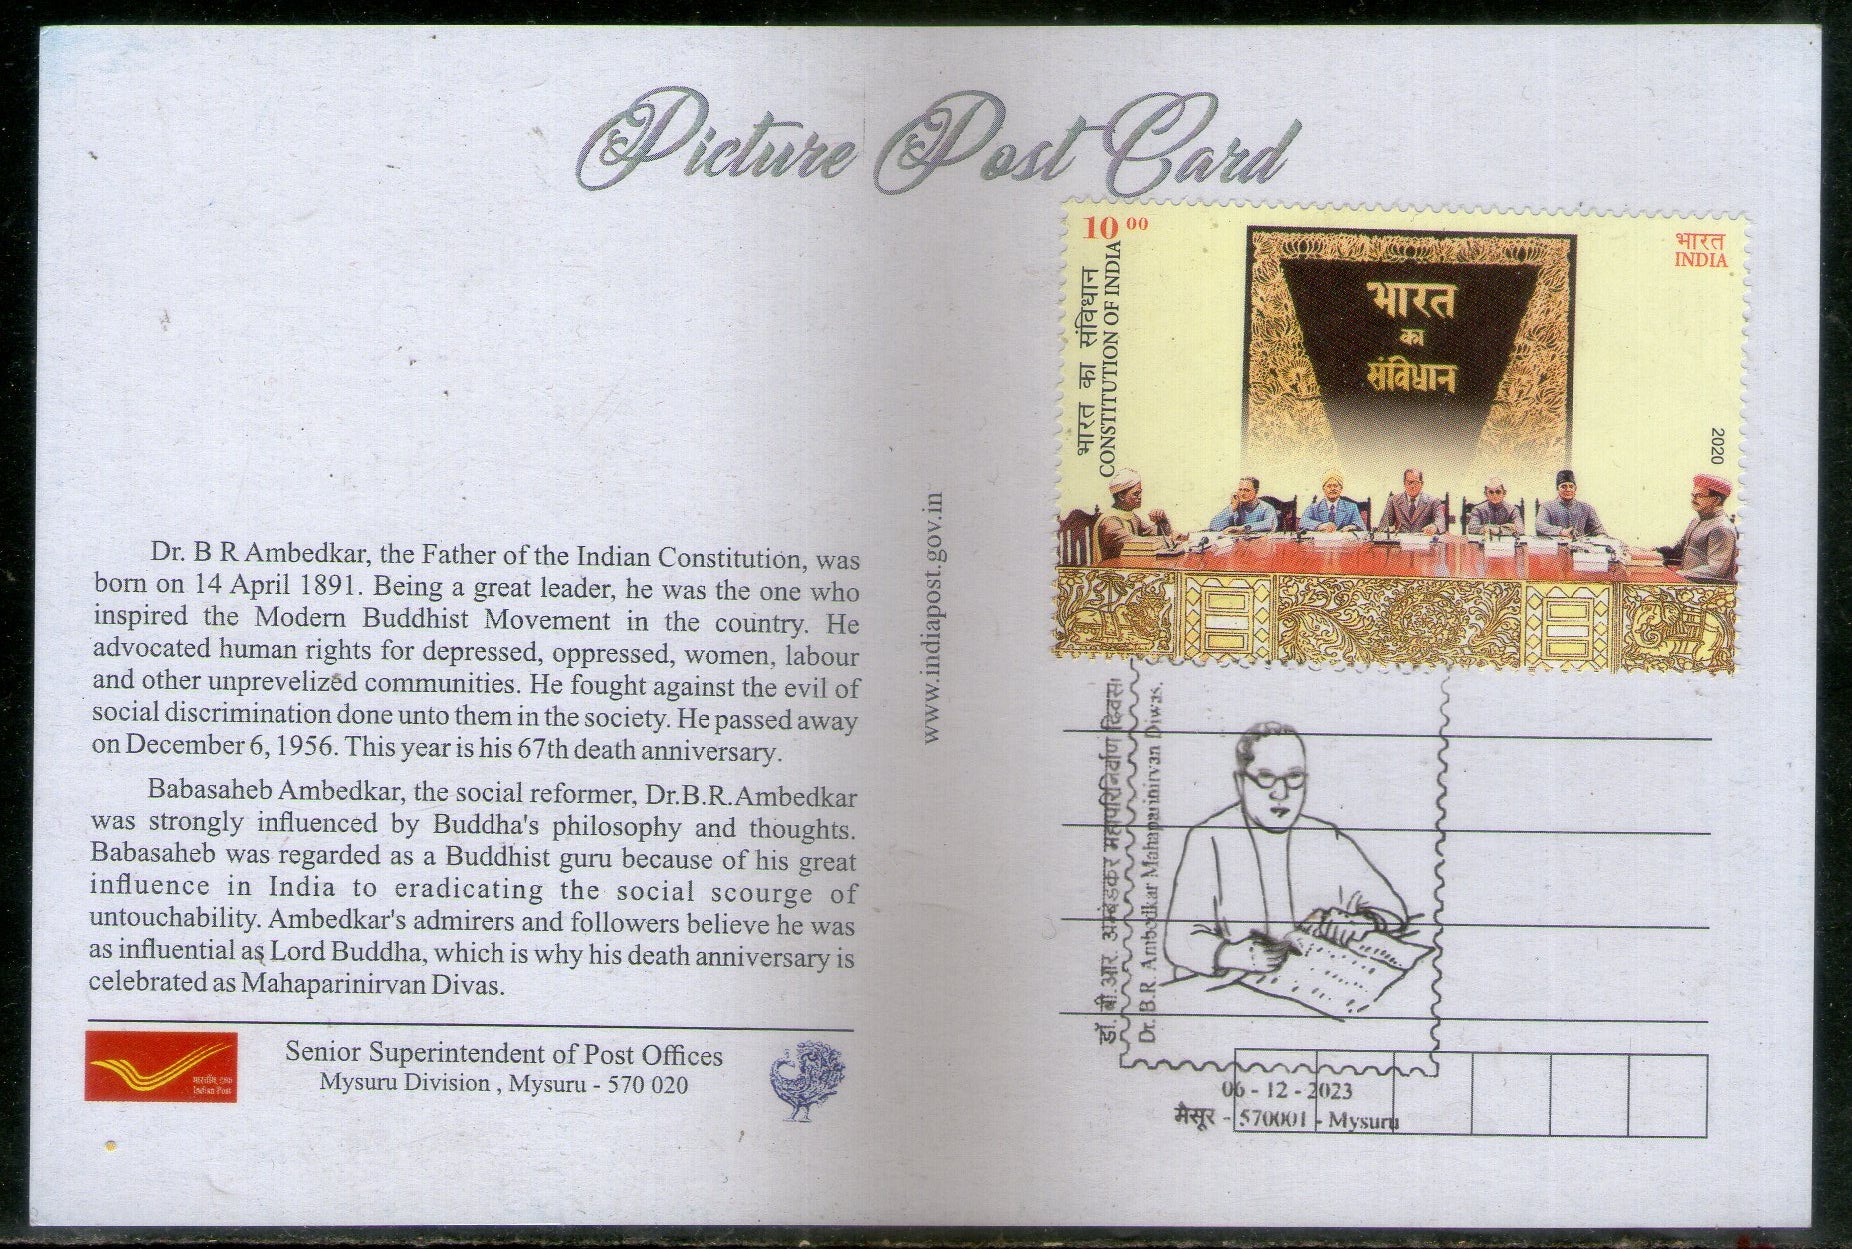 Picture Post Card
10 00
भारत का संविधान
CONSTITUTION OF INDIA
भारत
INDIA
भारत
का
संविधान
2020
Dr. B R Ambedkar, the Father of the Indian Constitution, was
born on 14 April 1891. Being a great leader, he was the one who
inspired the Modern Buddhist Movement in the country. He
advocated human rights for depressed, oppressed, women, labour
and other unprevelized communities. He fought against the evil of
social discrimination done unto them in the society. He passed away
on December 6, 1956. This year is his 67th death anniversary.
Babasaheb Ambedkar, the social reformer, Dr.B.R.Ambedkar
was strongly influenced by Buddha's philosophy and thoughts.
Babasaheb was regarded as a Buddhist guru because of his great
influence in India to eradicating the social scourge of
untouchability. Ambedkar's admirers and followers believe he was
as influential as Lord Buddha, which is why his death anniversary is
celebrated as Mahaparinirvan Divas.
Senior Superintendent of Post Offices
Mysuru Division , Mysuru - 570 020
Indian Post
www.indiapost.gov.in
डॉ. बी.आर. अम्बेडकर महापरिनिर्वाण दिवस।
Dr. B.R. Ambedkar Mahaparinirvan Diwas.
06 - 12 - 2023
मैसूर - 570001 - Mysuru